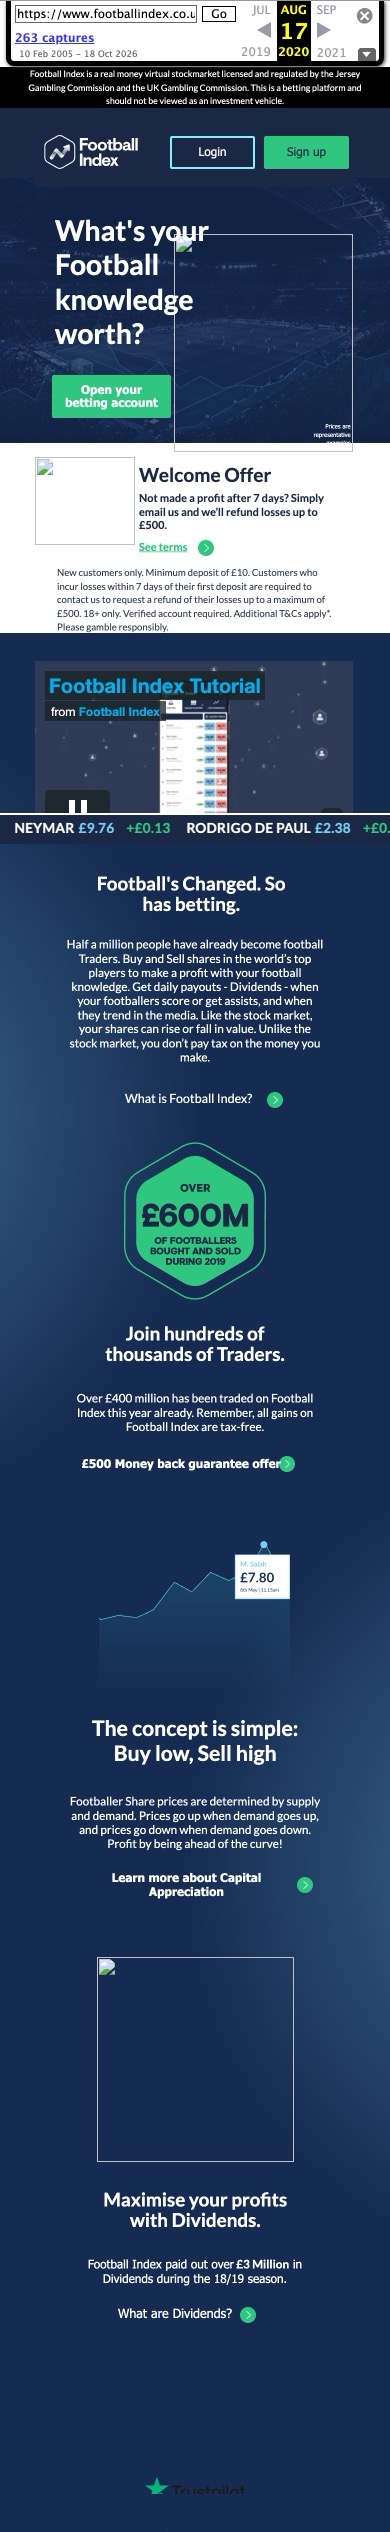 https://www.footballindex.co.u
Go
JUL AUG SEP
17
2019 2020 2021
263 captures
10 Feb 2005 – 18 Oct 2026
Football Index is a real money virtual stockmarket licensed and regulated by the Jersey
Gambling Commission and the UK Gambling Commission. This is a betting platform and
should not be viewed as an investment vehicle.
Football
Index
Login
Sign up
What's your
Football
knowledge
worth?
Open your
betting account
Prices are
representative
examples
Welcome Offer
Not made a profit after 7 days? Simply
email us and we'll refund losses up to
£500.
See terms
New customers only. Minimum deposit of £10. Customers who
incur losses within 7 days of their first deposit are required to
contact us to request a refund of their losses up to a maximum of
£500. 18+ only. Verified account required. Additional T&Cs apply*.
Please gamble responsibly.
Football Index Tutorial
from Football Index
NEYMAR £9.76 +£0.13 RODRIGO DE PAUL £2.38 +£0.
Football's Changed. So
has betting.
Half a million people have already become football
Traders. Buy and Sell shares in the world's top
players to make a profit with your football
knowledge. Get daily payouts - Dividends - when
your footballers score or get assists, and when
they trend in the media. Like the stock market,
your shares can rise or fall in value. Unlike the
stock market, you don't pay tax on the money you
make.
What is Football Index?
OVER
£600M
OF FOOTBALLERS
BOUGHT AND SOLD
DURING 2019
Join hundreds of
thousands of Traders.
Over £400 million has been traded on Football
Index this year already. Remember, all gains on
Football Index are tax-free.
£500 Money back guarantee offer
M. Salah
£7.80
8th May | 11.15am
The concept is simple:
Buy low, Sell high
Footballer Share prices are determined by supply
and demand. Prices go up when demand goes up,
and prices go down when demand goes down.
Profit by being ahead of the curve!
Learn more about Capital
Appreciation
Maximise your profits
with Dividends.
Football Index paid out over £3 Million in
Dividends during the 18/19 season.
What are Dividends?
Trustpilot